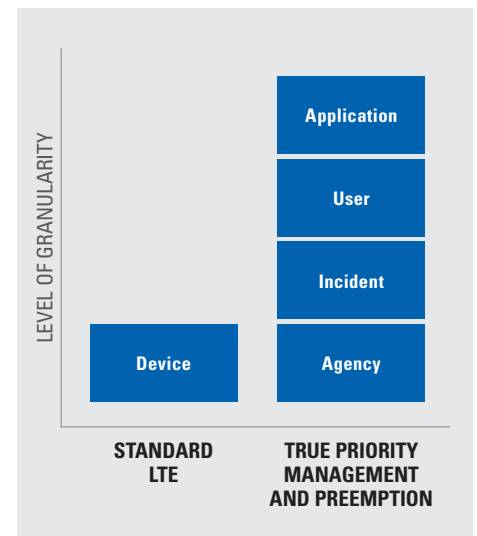 LEVEL OF GRANULARITY
Application
User
Incident
Device
Agency
STANDARD
LTE
TRUE PRIORITY
MANAGEMENT
AND PREEMPTION